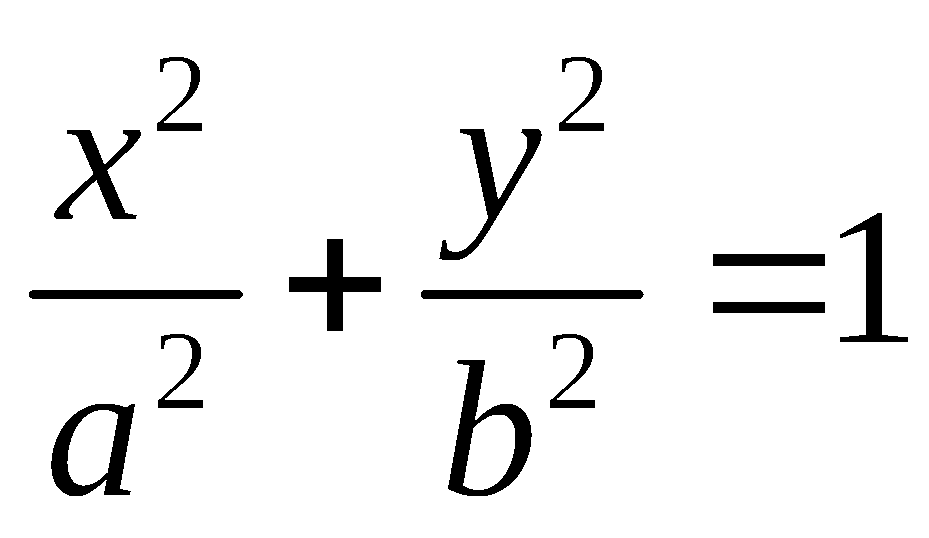 x²/a² + y²/b² = 1